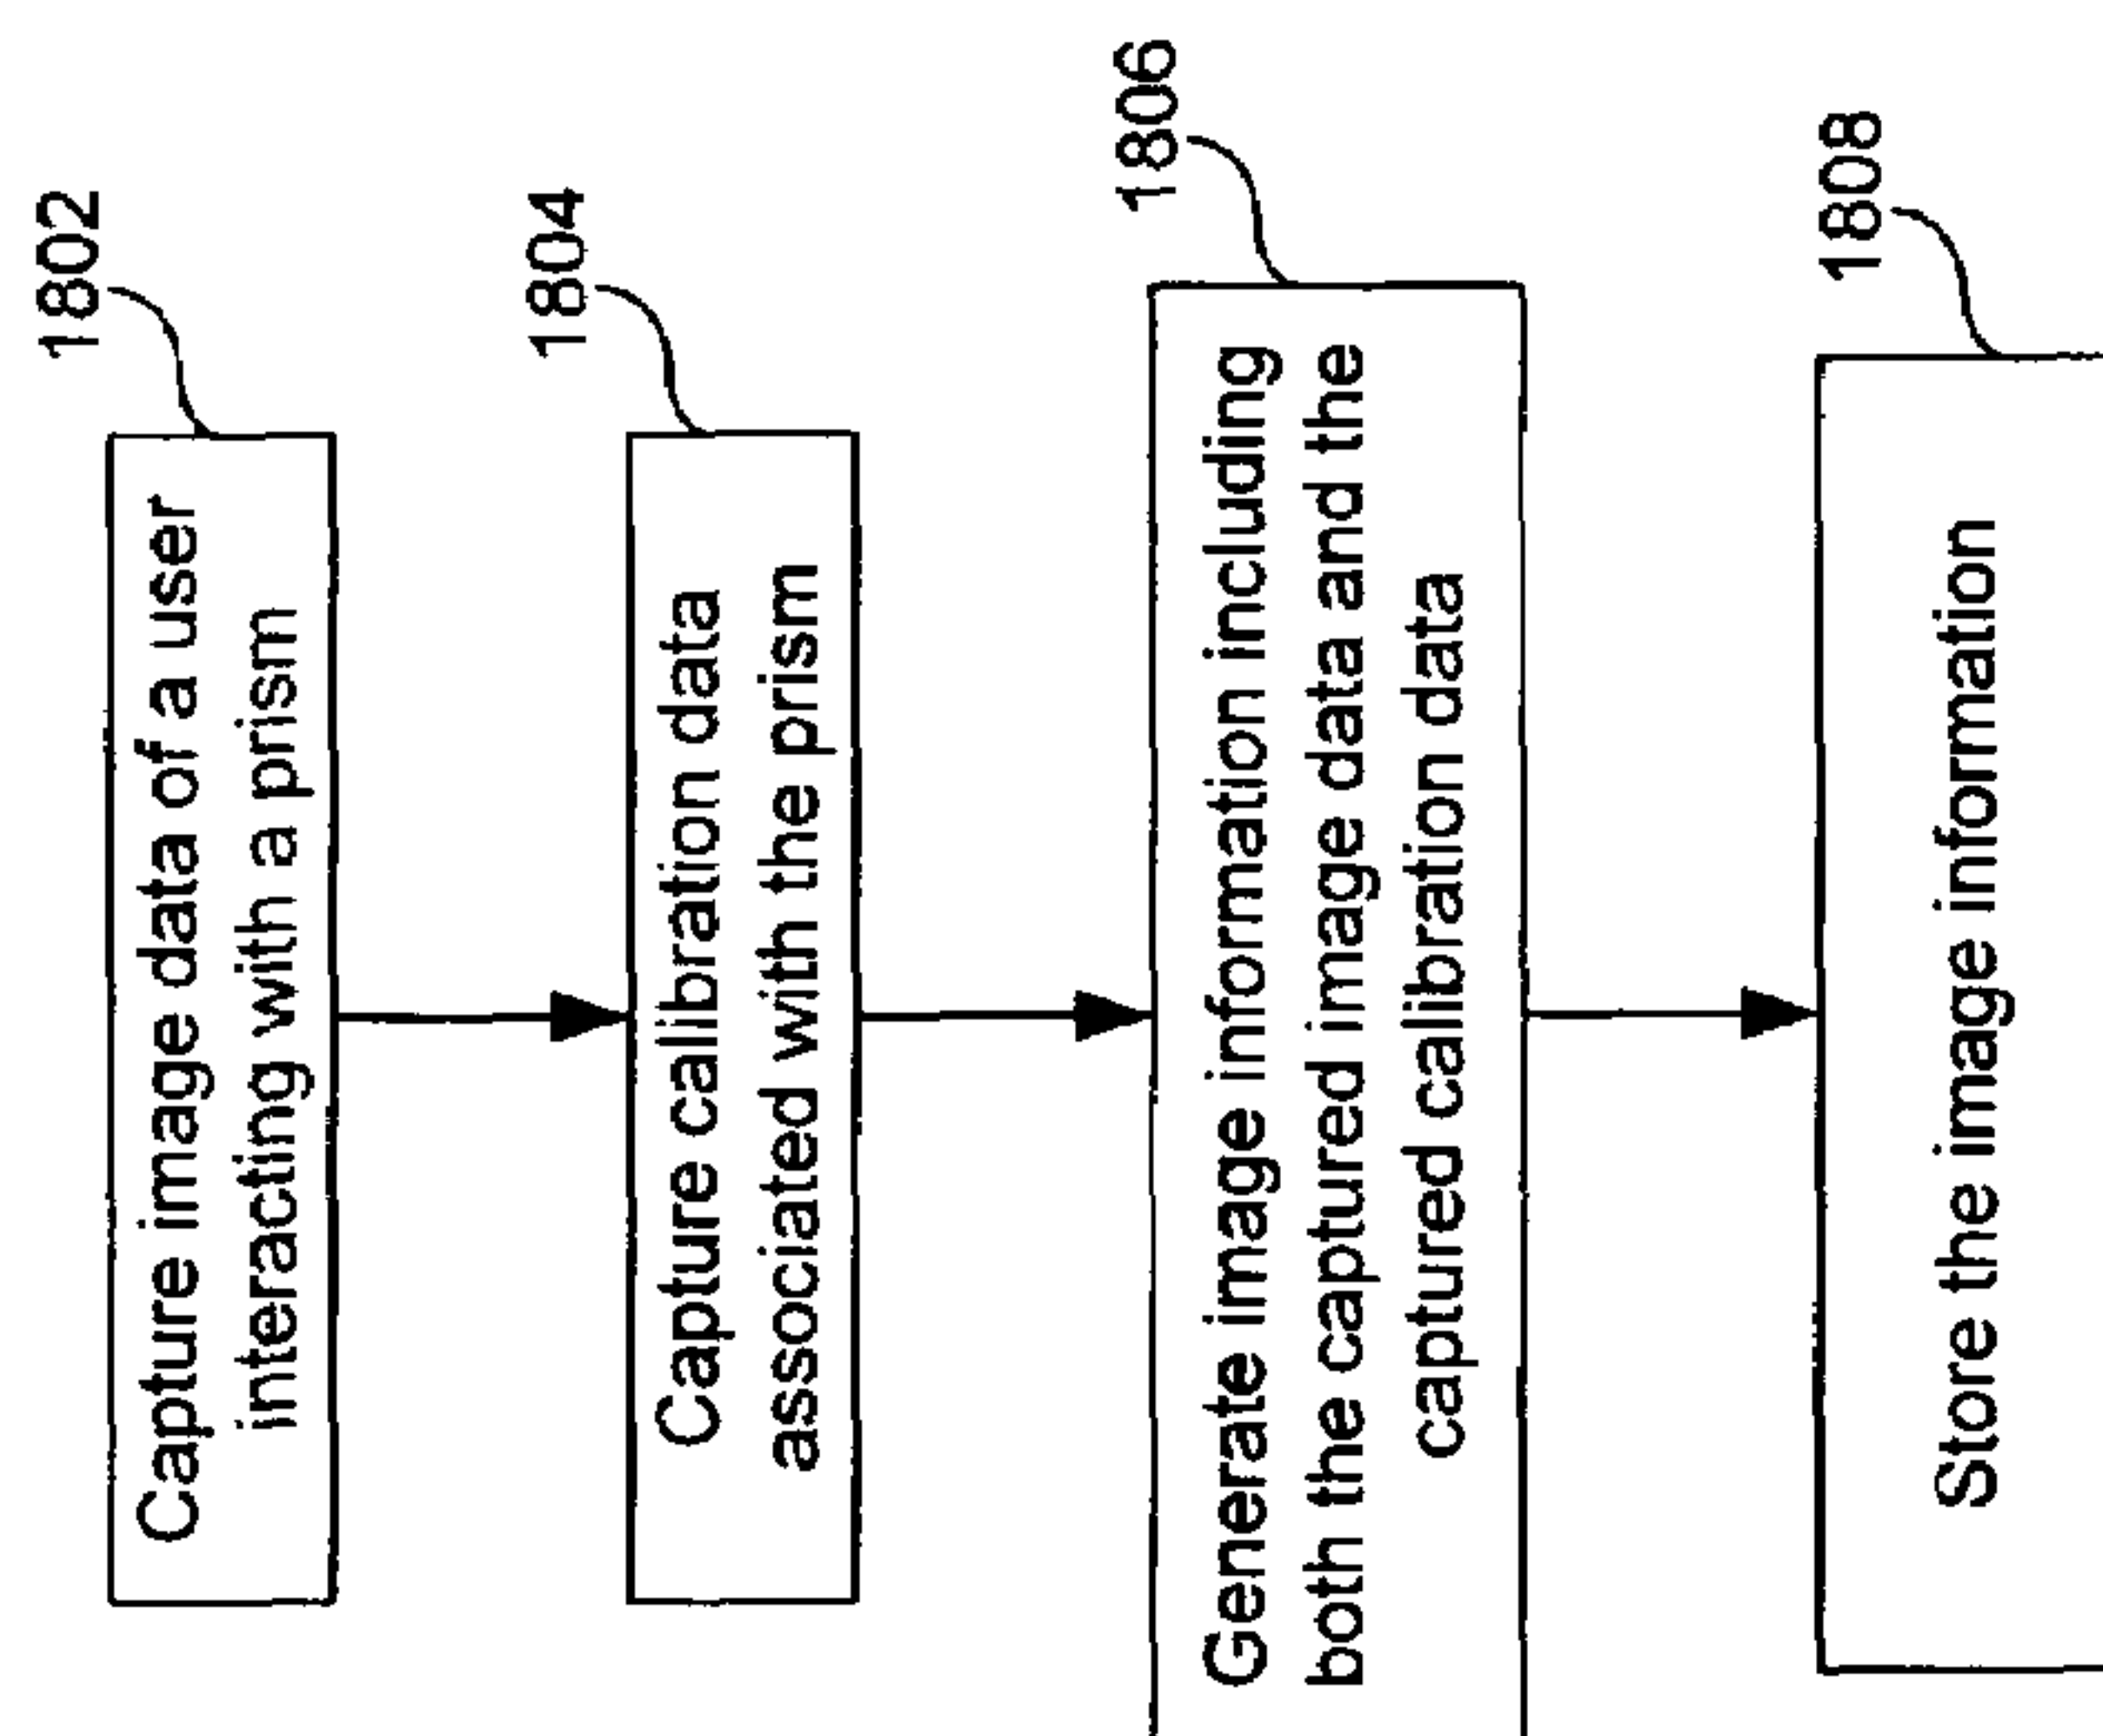 1802
Capture image data of a user
interacting with a prism
1804
Capture calibration data
associated with the prism
1806
Generate image information including
both the captured image data and the
captured calibration data
1808
Store the image information